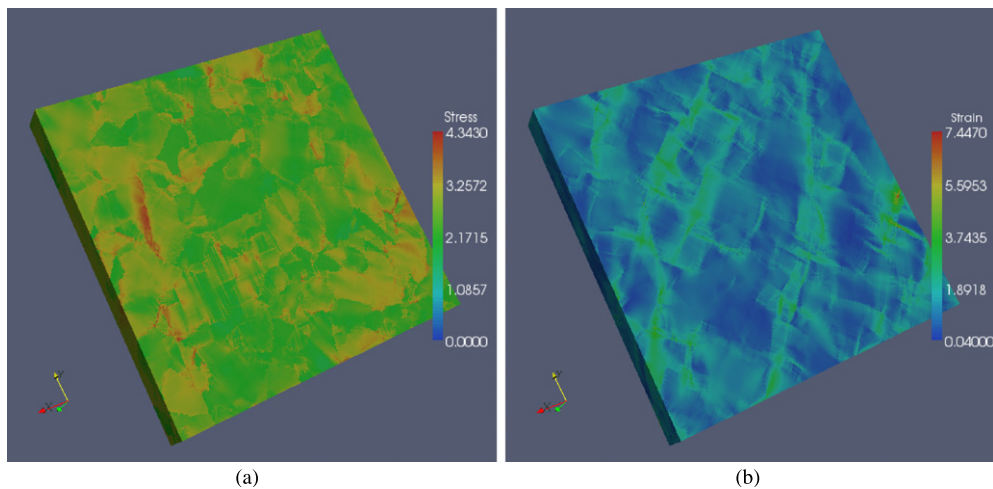 Stress
4.3430
3.2572
2.1715
1.0857
0.0000
Y
X
(a)
Strain
7.4470
5.5953
3.7435
1.8918
0.04000
Y
X
(b)